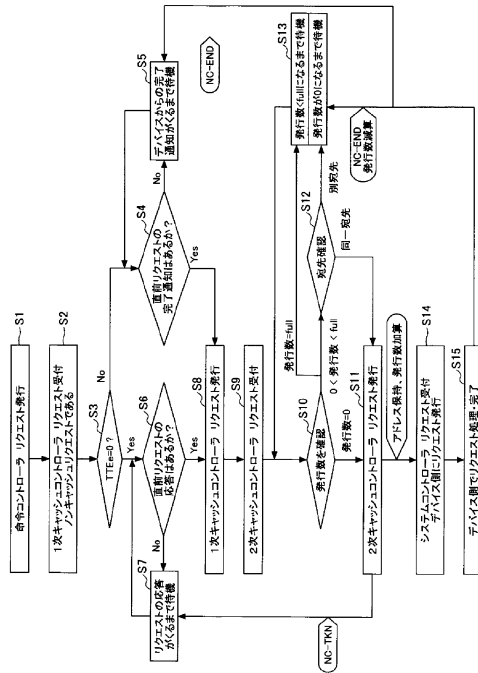 S1
命令コントローラ リクエスト発行
S2
1次キャッシュコントローラ リクエスト受付
ノンキャッシュリクエストである
S3
TTEe=0?
No
Yes
S4
直前リクエストの
完了通知はあるか?
No
Yes
S5
デバイスからの完了
通知がくるまで待機
NC-END
S6
直前リクエストの
応答はあるか?
No
Yes
S7
リクエストの応答
がくるまで待機
S8
1次キャッシュコントローラ リクエスト発行
S9
2次キャッシュコントローラ リクエスト受付
S10
発行数を確認
発行数=full
0<発行数<full
発行数=0
S12
宛先確認
別宛先
同一宛先
S13
発行数<fullになるまで待機
発行数が0になるまで待機
S11
2次キャッシュコントローラ リクエスト発行
NC-TKN
アドレス保持、発行数加算
NC-END
発行数減算
S14
システムコントローラ リクエスト受付
デバイス側にリクエスト発行
S15
デバイス側でリクエスト処理・完了